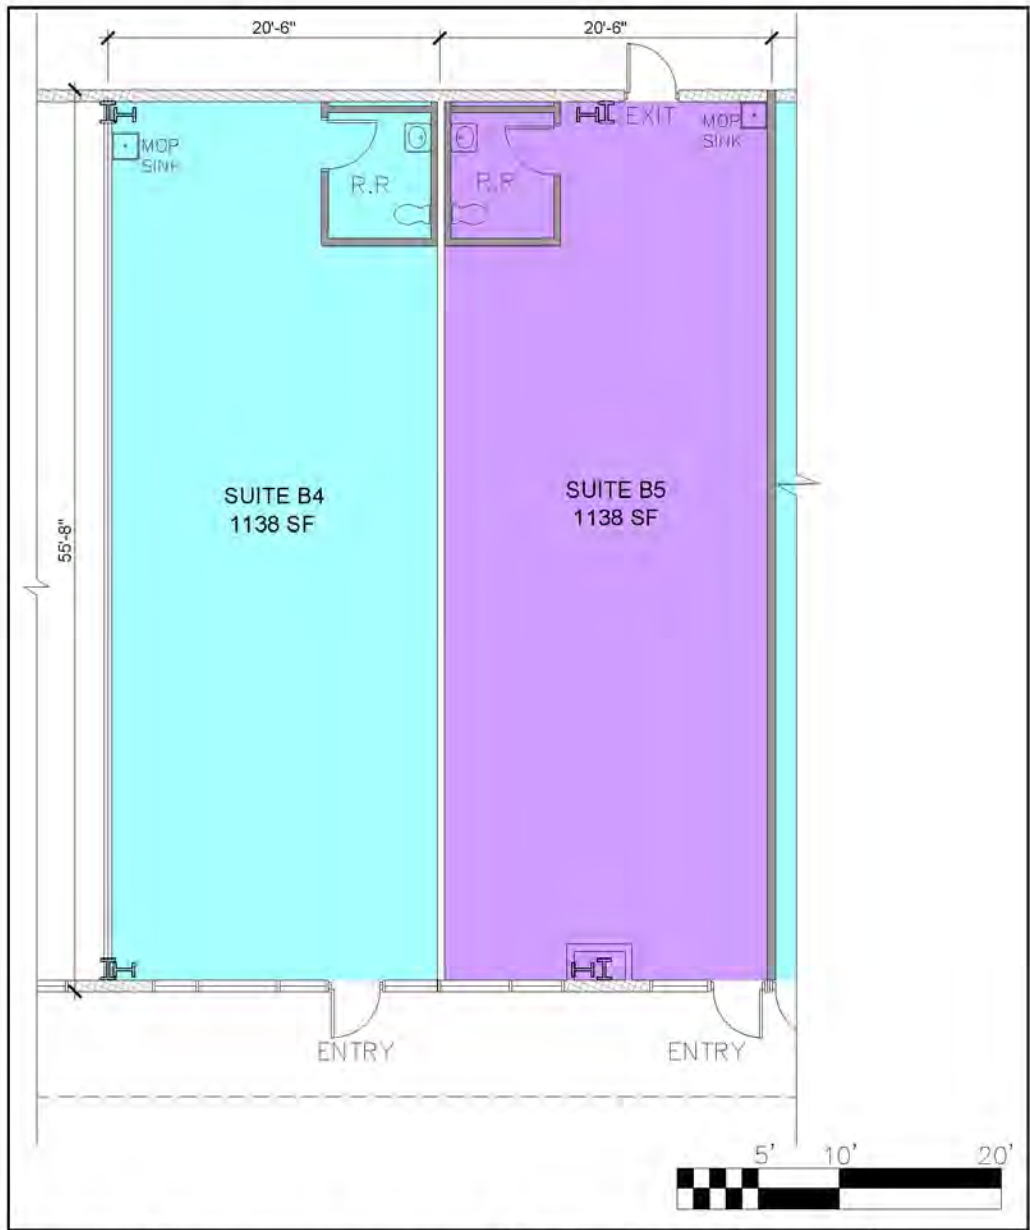 20'-6"
20'-6"
EXIT
MOP
SINK
MOP
SINK
R.R
R.R
SUITE B4
1138 SF
SUITE B5
1138 SF
55'-8"
ENTRY
ENTRY
5'
10'
20'